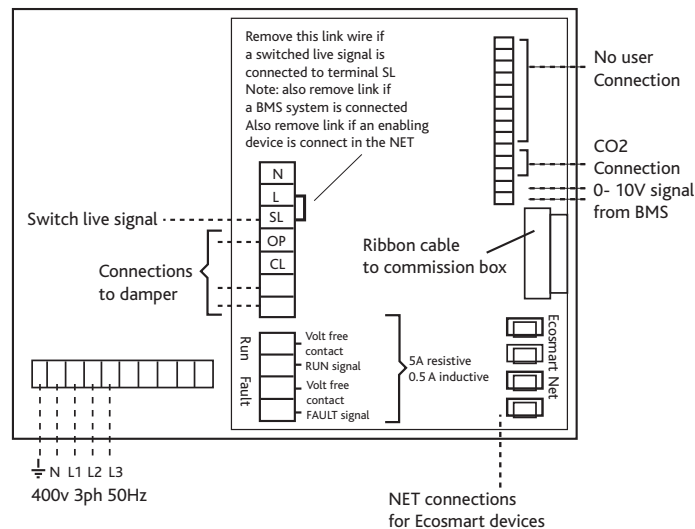 Remove this link wire if
a switched live signal is
connected to terminal SL
Note: also remove link if
a BMS system is connected
Also remove link if an enabling
device is connect in the NET
No user
Connection
CO2
Connection
0- 10V signal
from BMS
N
L
SL
OP
CL
Switch live signal
Connections
to damper
Ribbon cable
to commission box
Run
Fault
Volt free
contact
RUN signal
Volt free
contact
FAULT signal
5A resistive
0.5 A inductive
Ecosmart Net
N L1 L2 L3
400v 3ph 50Hz
NET connections
for Ecosmart devices